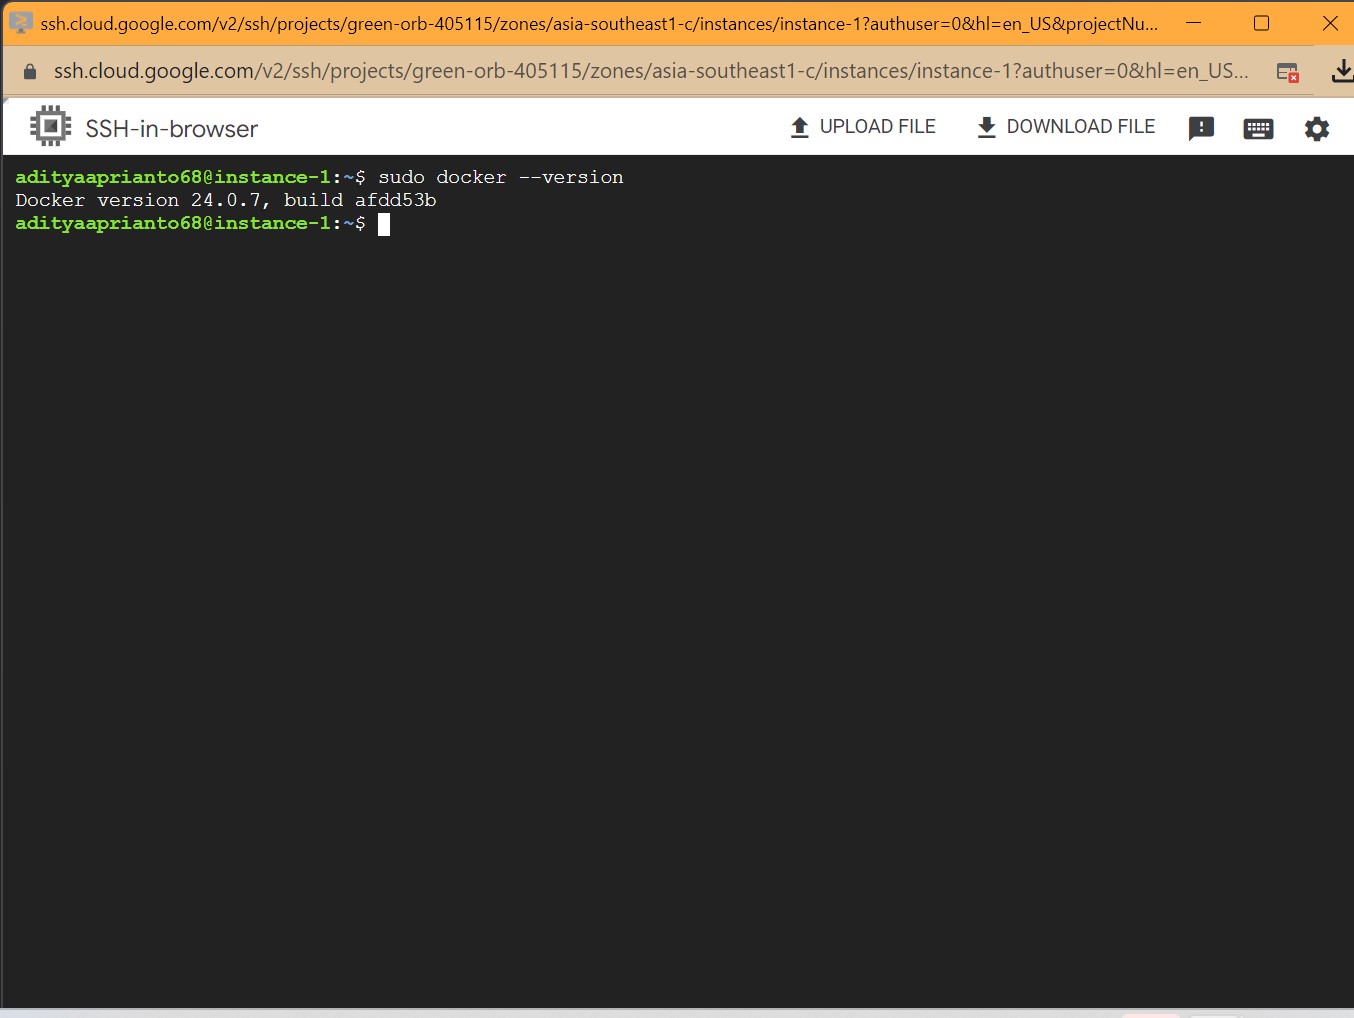 ssh.cloud.google.com/v2/ssh/projects/green-orb-405115/zones/asia-southeast1-c/instances/instance-1?authuser=0&hl=en_US&projectNu...
ssh.cloud.google.com/v2/ssh/projects/green-orb-405115/zones/asia-southeast1-c/instances/instance-1?authuser=0&hl=en_US...
SSH-in-browser UPLOAD FILE DOWNLOAD FILE
adityaaprianto68@instance-1:~$ sudo docker --version
Docker version 24.0.7, build afdd53b
adityaaprianto68@instance-1:~$